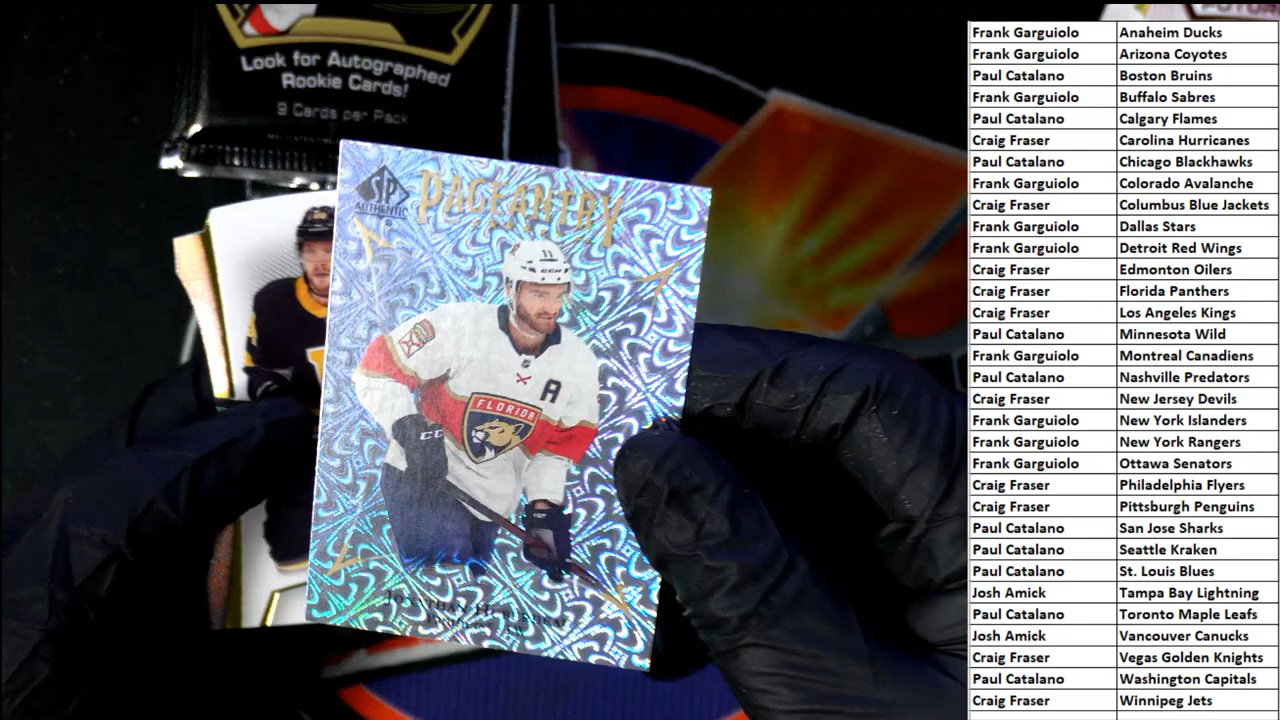 Look for Autographed
Rookie Cards!
9 Cards per Pack
SP
AUTHENTIC
PAGEANTRY
11
CCM
A
FLORIDA
CC
Frank Garguiolo Anaheim Ducks
Frank Garguiolo Arizona Coyotes
Paul Catalano Boston Bruins
Frank Garguiolo Buffalo Sabres
Paul Catalano Calgary Flames
Craig Fraser Carolina Hurricanes
Paul Catalano Chicago Blackhawks
Frank Garguiolo Colorado Avalanche
Craig Fraser Columbus Blue Jackets
Frank Garguiolo Dallas Stars
Frank Garguiolo Detroit Red Wings
Craig Fraser Edmonton Oilers
Craig Fraser Florida Panthers
Craig Fraser Los Angeles Kings
Paul Catalano Minnesota Wild
Frank Garguiolo Montreal Canadiens
Paul Catalano Nashville Predators
Craig Fraser New Jersey Devils
Frank Garguiolo New York Islanders
Frank Garguiolo New York Rangers
Frank Garguiolo Ottawa Senators
Craig Fraser Philadelphia Flyers
Craig Fraser Pittsburgh Penguins
Paul Catalano San Jose Sharks
Paul Catalano Seattle Kraken
Paul Catalano St. Louis Blues
Josh Amick Tampa Bay Lightning
Paul Catalano Toronto Maple Leafs
Josh Amick Vancouver Canucks
Craig Fraser Vegas Golden Knights
Paul Catalano Washington Capitals
Craig Fraser Winnipeg Jets